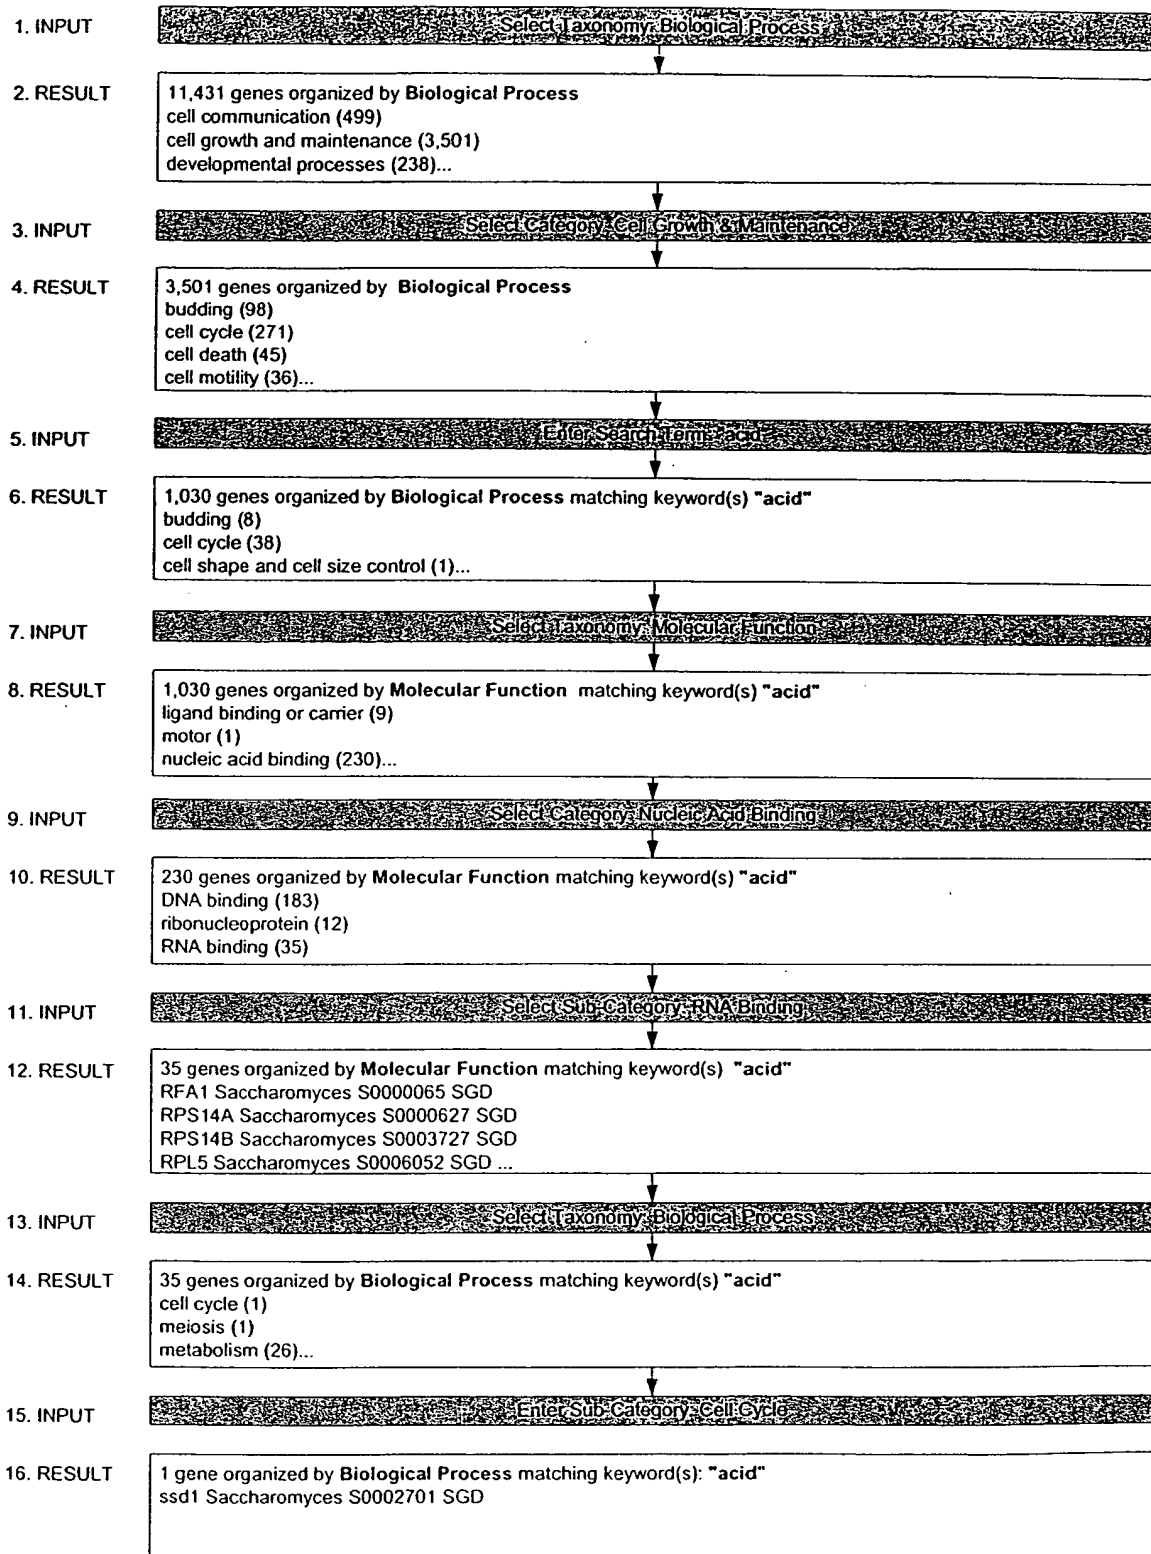 1. INPUT
Select Taxonomy: Biological Process
2. RESULT
11,431 genes organized by Biological Process
cell communication (499)
cell growth and maintenance (3,501)
developmental processes (238)...
3. INPUT
Select Category: Cell Growth & Maintenance
4. RESULT
3,501 genes organized by Biological Process
budding (98)
cell cycle (271)
cell death (45)
cell motility (36)...
5. INPUT
Enter Search Term: "acid"
6. RESULT
1,030 genes organized by Biological Process matching keyword(s) "acid"
budding (8)
cell cycle (38)
cell shape and cell size control (1)...
7. INPUT
Select Taxonomy: Molecular Function
8. RESULT
1,030 genes organized by Molecular Function matching keyword(s) "acid"
ligand binding or carrier (9)
motor (1)
nucleic acid binding (230)...
9. INPUT
Select Category: Nucleic Acid Binding
10. RESULT
230 genes organized by Molecular Function matching keyword(s) "acid"
DNA binding (183)
ribonucleoprotein (12)
RNA binding (35)
11. INPUT
Select Sub-Category: RNA Binding
12. RESULT
35 genes organized by Molecular Function matching keyword(s) "acid"
RFA1 Saccharomyces S0000065 SGD
RPS14A Saccharomyces S0000627 SGD
RPS14B Saccharomyces S0003727 SGD
RPL5 Saccharomyces S0006052 SGD ...
13. INPUT
Select Taxonomy: Biological Process
14. RESULT
35 genes organized by Biological Process matching keyword(s) "acid"
cell cycle (1)
meiosis (1)
metabolism (26)...
15. INPUT
Enter Sub-Category: Cell Cycle
16. RESULT
1 gene organized by Biological Process matching keyword(s): "acid"
ssd1 Saccharomyces S0002701 SGD